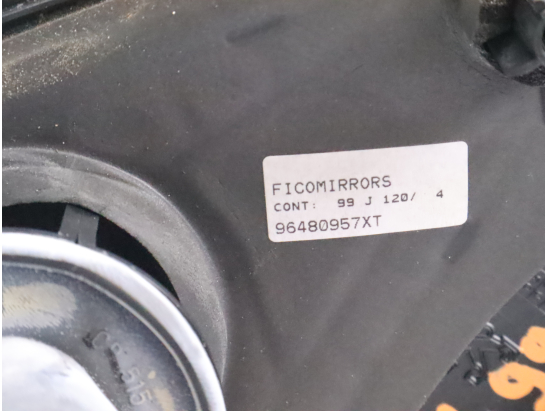 FICOMIRRORS
CONT: 99 J 120/ 4
96480957XT